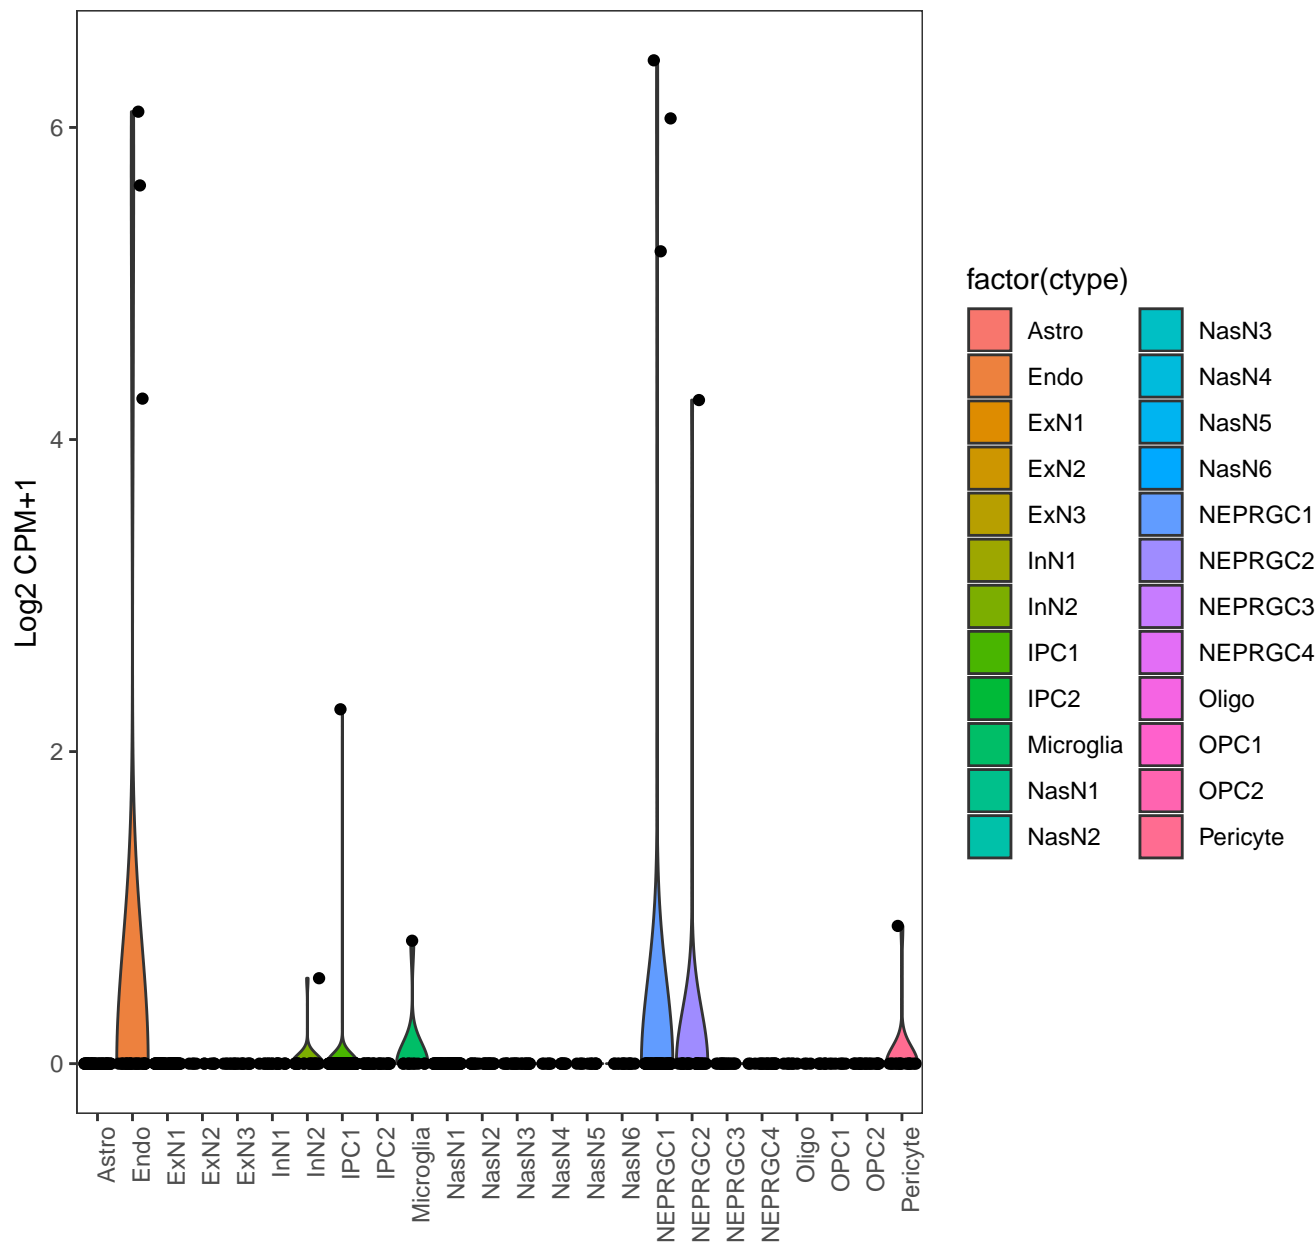 6
4
2
0
Log2 CPM+1
Astro
Endo
ExN1
ExN2
ExN3
InN1
InN2
IPC1
IPC2
Microglia
NasN1
NasN2
NasN3
NasN4
NasN5
NasN6
NEPRGC1
NEPRGC2
NEPRGC3
NEPRGC4
Oligo
OPC1
OPC2
Pericyte
factor(ctype)
Astro
Endo
ExN1
ExN2
ExN3
InN1
InN2
IPC1
IPC2
Microglia
NasN1
NasN2
NasN3
NasN4
NasN5
NasN6
NEPRGC1
NEPRGC2
NEPRGC3
NEPRGC4
Oligo
OPC1
OPC2
Pericyte